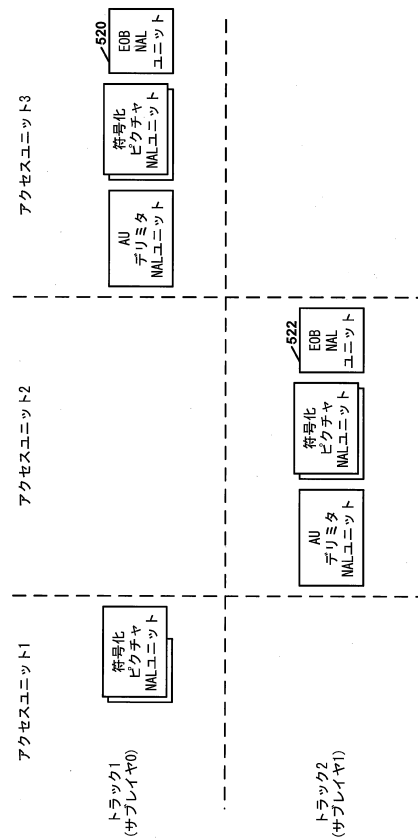 アクセスユニット1
アクセスユニット2
アクセスユニット3
トラック1
(サブレイヤ0)
符号化
ピクチャ
NALユニット
AU
デリミタ
NALユニット
符号化
ピクチャ
NALユニット
520
EOB
NAL
ユニット
トラック2
(サブレイヤ1)
AU
デリミタ
NALユニット
符号化
ピクチャ
NALユニット
522
EOB
NAL
ユニット